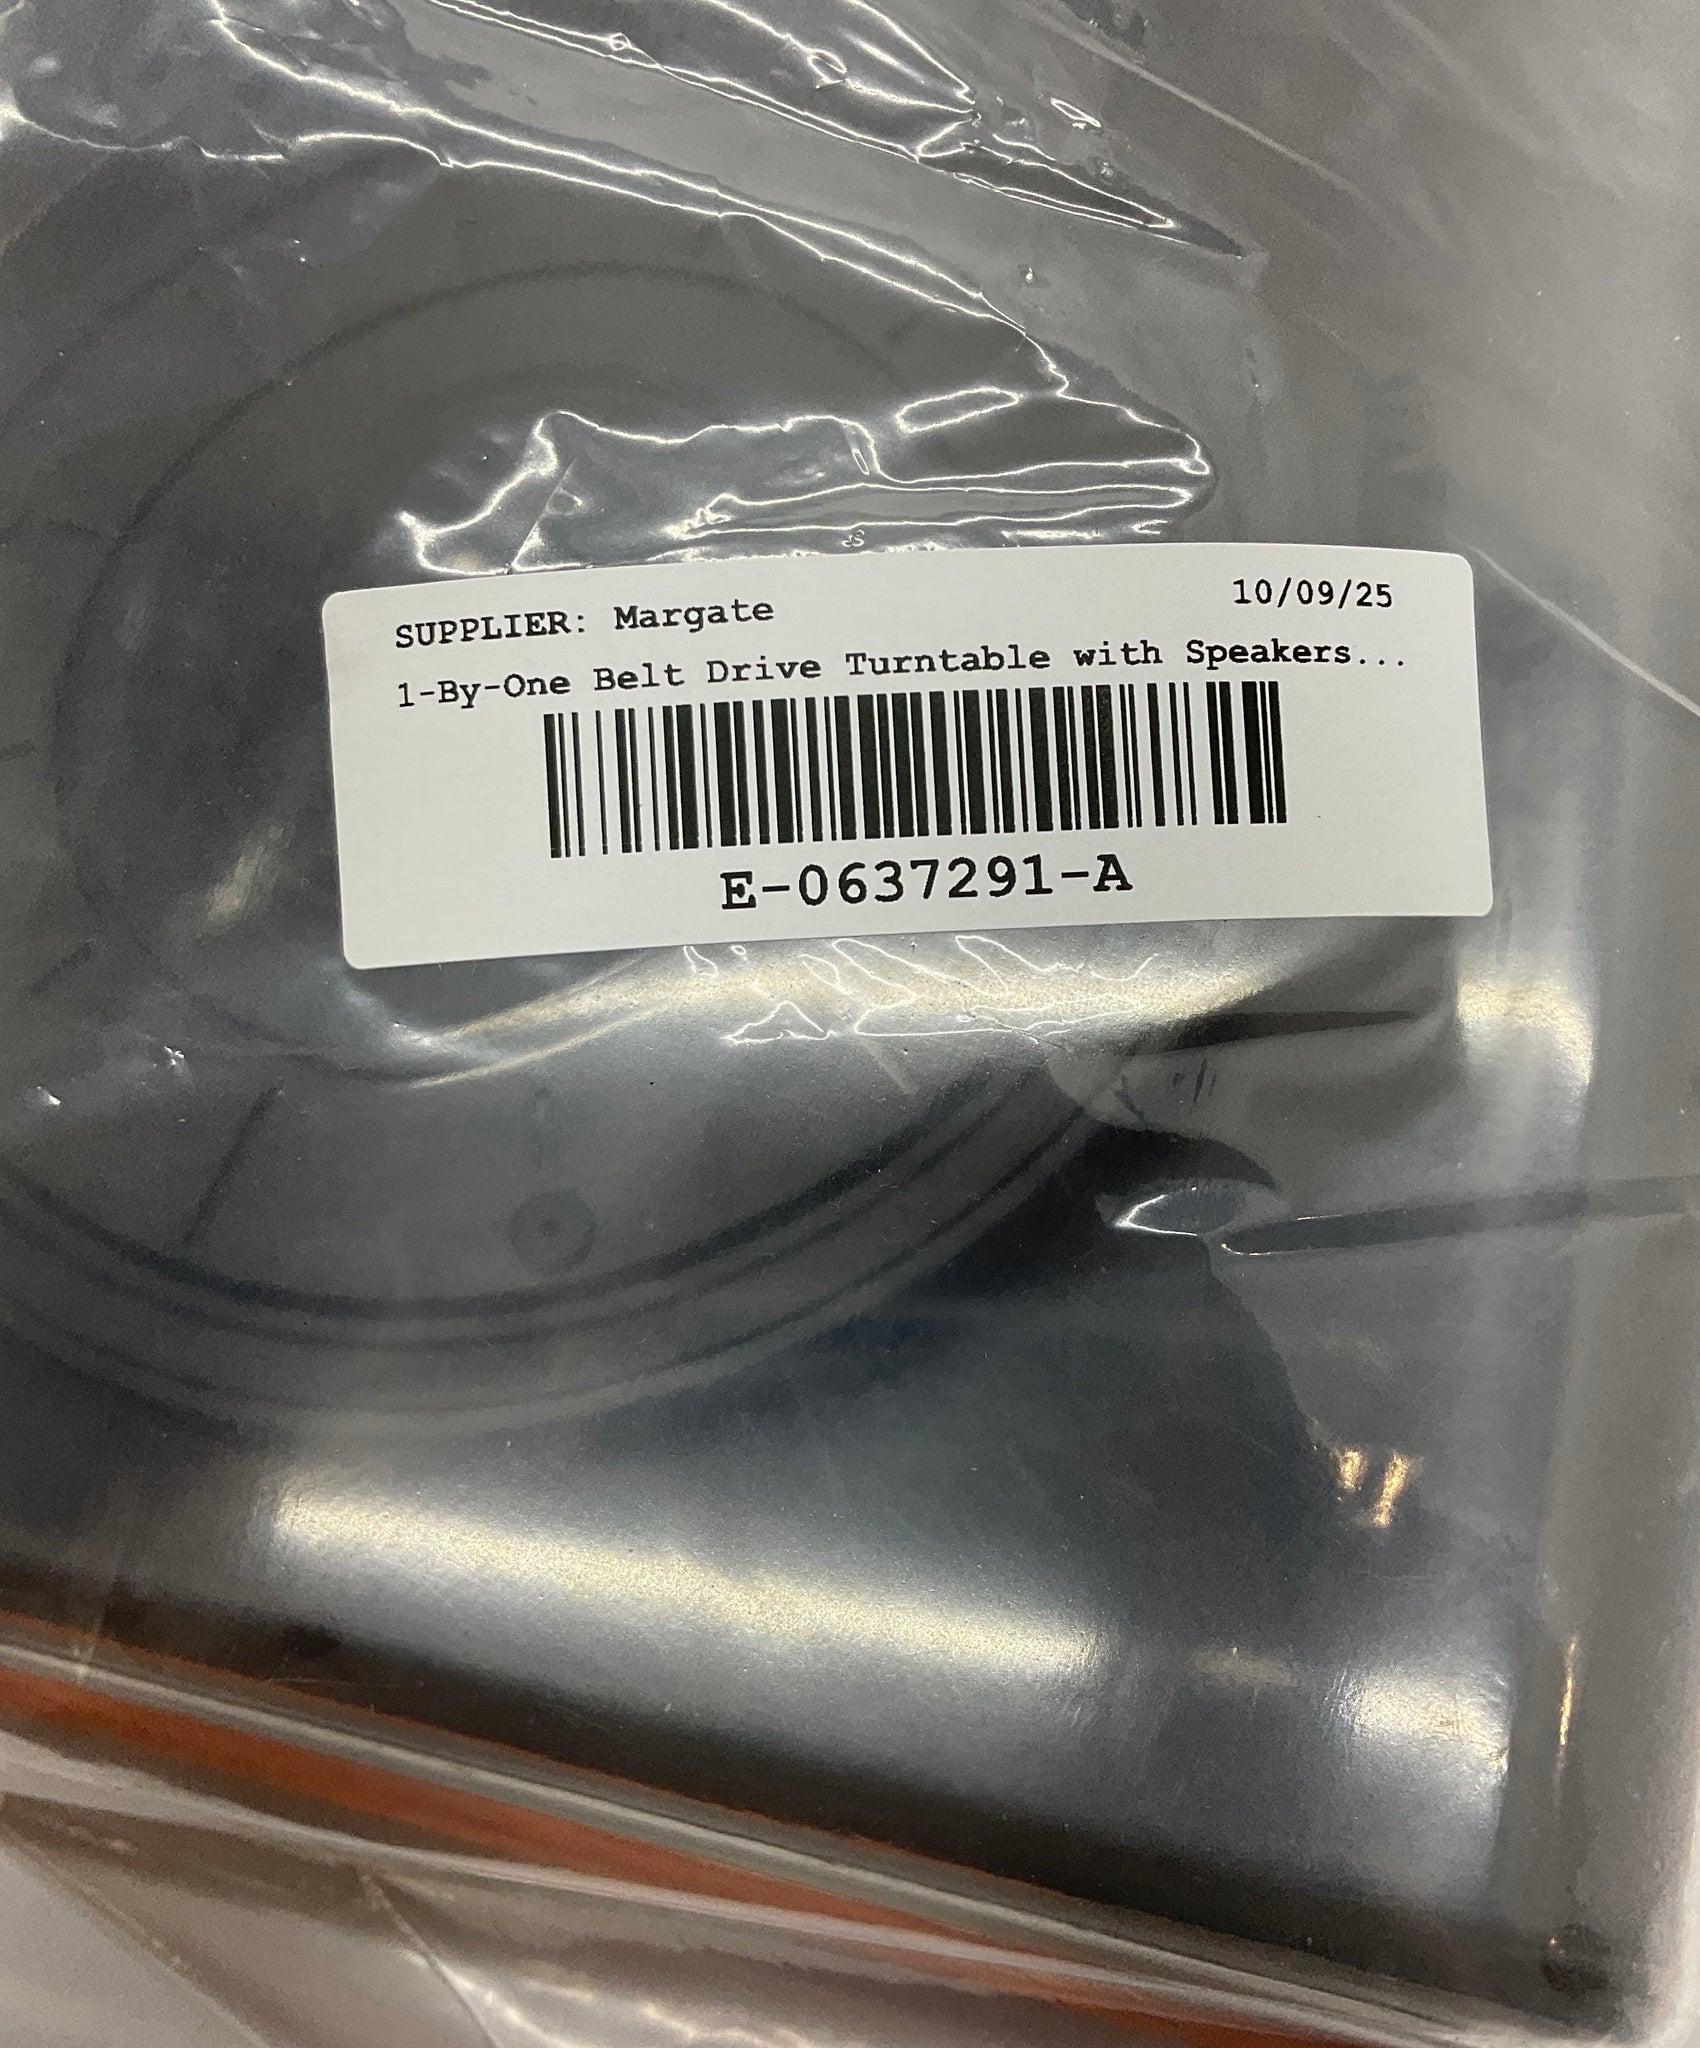 SUPPLIER: Margate
10/09/25
1-By-One Belt Drive Turntable with Speakers...
E-0637291-A